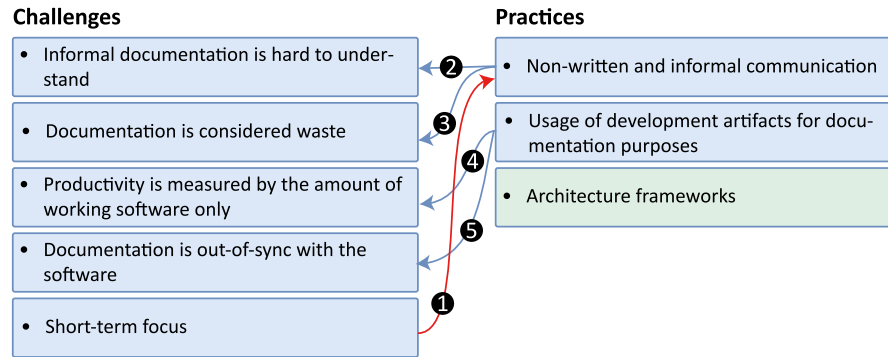 Challenges
• Informal documentation is hard to under-
stand
• Documentation is considered waste
• Productivity is measured by the amount of
working software only
• Documentation is out-of-sync with the
software
• Short-term focus
2
3
4
5
1
Practices
• Non-written and informal communication
• Usage of development artifacts for docu-
mentation purposes
• Architecture frameworks